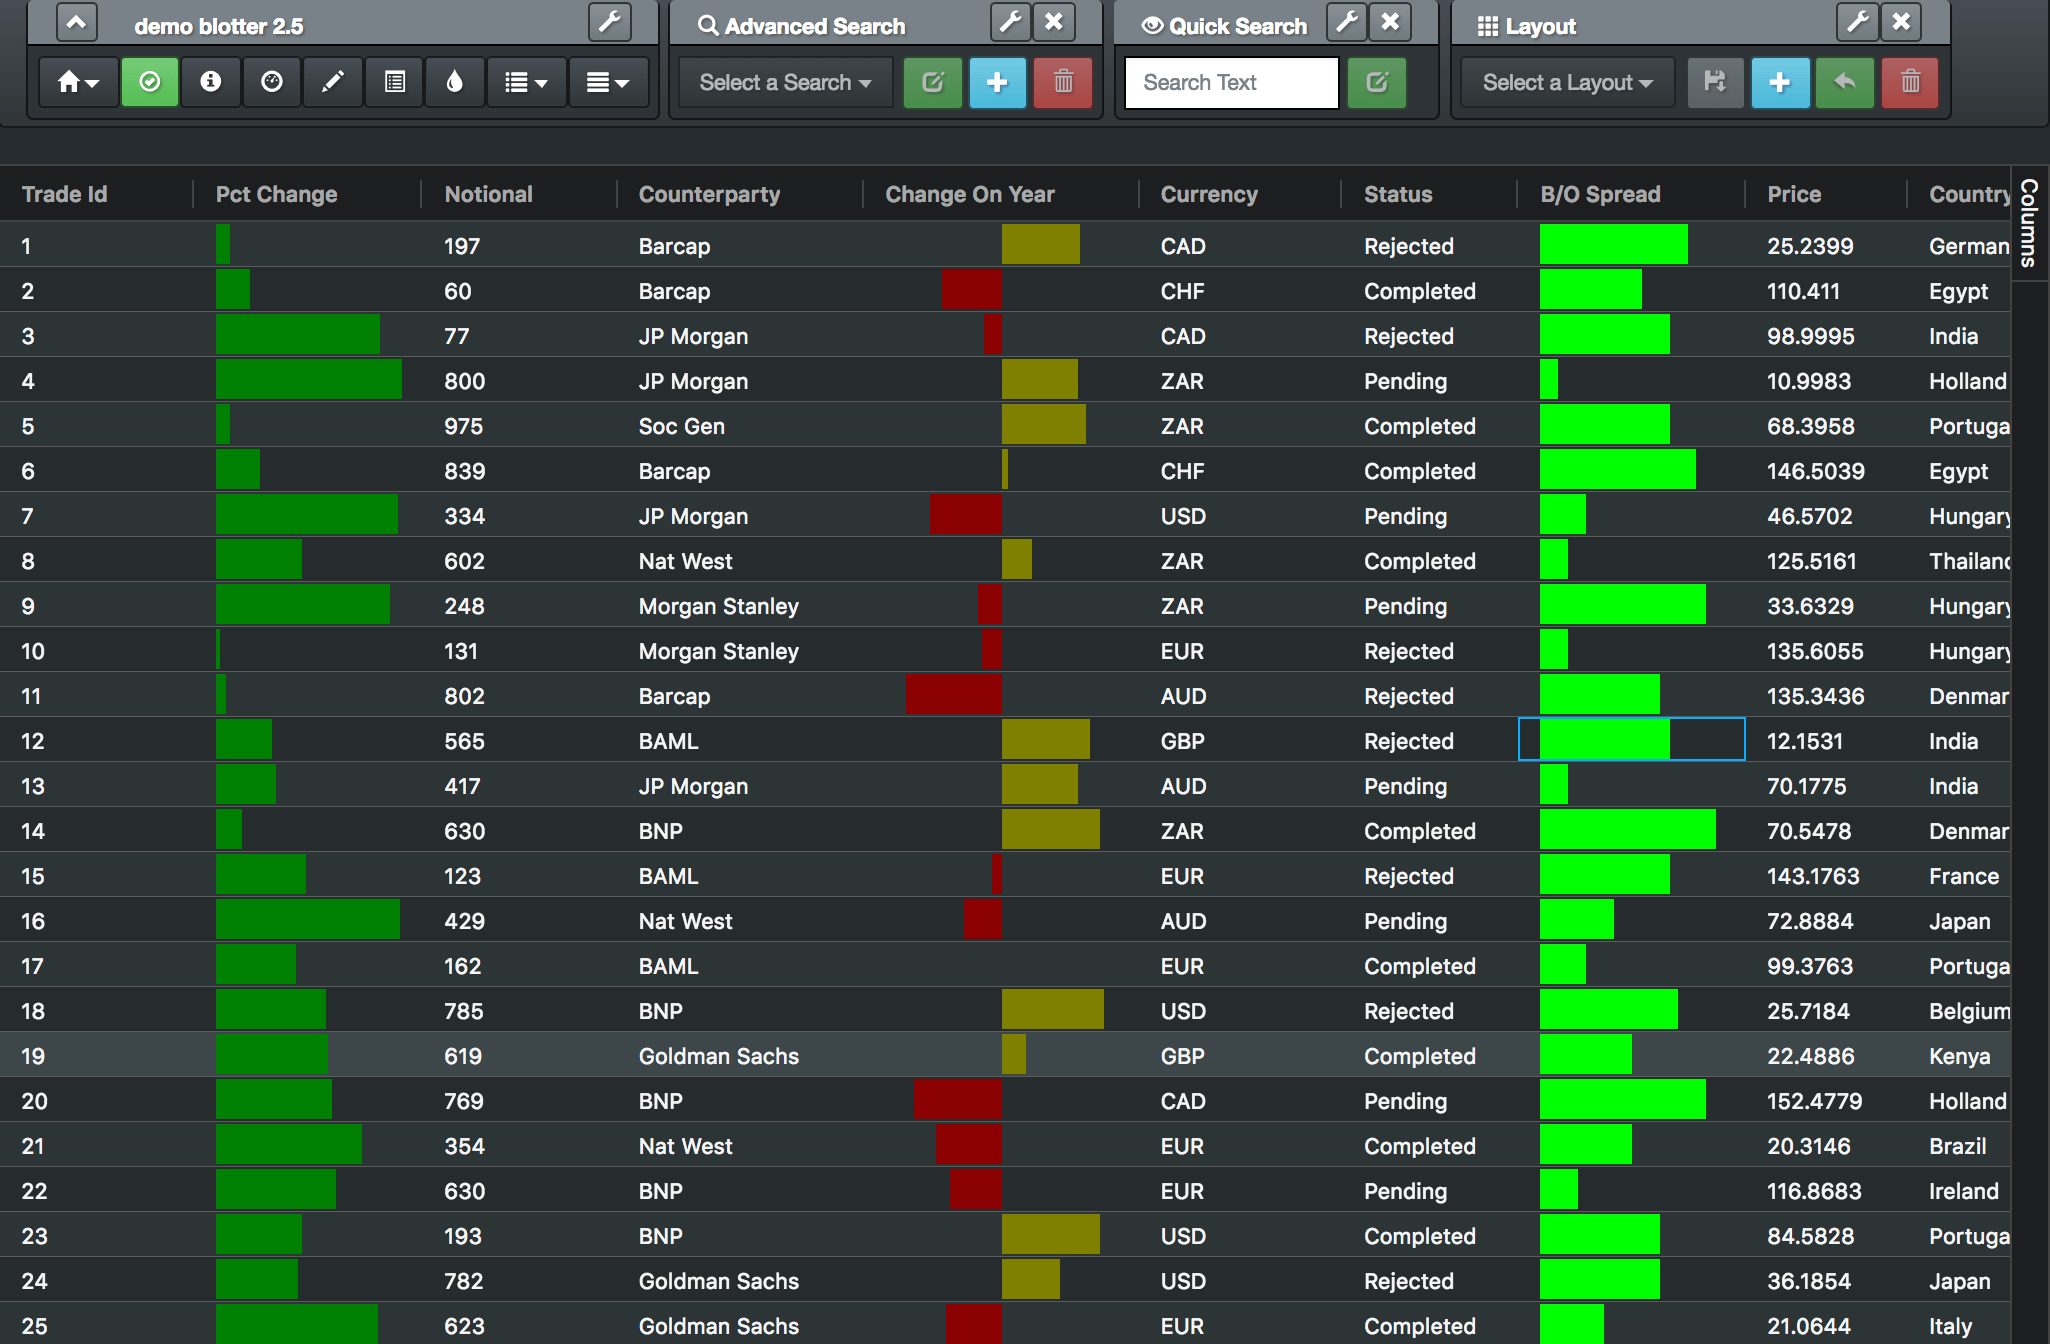 demo blotter 2.5 Advanced Search Quick Search Layout
Select a Search Search Text Select a Layout
Trade Id Pct Change Notional Counterparty Change On Year Currency Status B/O Spread Price Country
Columns
1 197 Barcap CAD Rejected 25.2399 German
2 60 Barcap CHF Completed 110.411 Egypt
3 77 JP Morgan CAD Rejected 98.9995 India
4 800 JP Morgan ZAR Pending 10.9983 Holland
5 975 Soc Gen ZAR Completed 68.3958 Portuga
6 839 Barcap CHF Completed 146.5039 Egypt
7 334 JP Morgan USD Pending 46.5702 Hungary
8 602 Nat West ZAR Completed 125.5161 Thailand
9 248 Morgan Stanley ZAR Pending 33.6329 Hungary
10 131 Morgan Stanley EUR Rejected 135.6055 Hungary
11 802 Barcap AUD Rejected 135.3436 Denmar
12 565 BAML GBP Rejected 12.1531 India
13 417 JP Morgan AUD Pending 70.1775 India
14 630 BNP ZAR Completed 70.5478 Denmar
15 123 BAML EUR Rejected 143.1763 France
16 429 Nat West AUD Pending 72.8884 Japan
17 162 BAML EUR Completed 99.3763 Portuga
18 785 BNP USD Rejected 25.7184 Belgium
19 619 Goldman Sachs GBP Completed 22.4886 Kenya
20 769 BNP CAD Pending 152.4779 Holland
21 354 Nat West EUR Completed 20.3146 Brazil
22 630 BNP EUR Pending 116.8683 Ireland
23 193 BNP USD Completed 84.5828 Portuga
24 782 Goldman Sachs USD Rejected 36.1854 Japan
25 623 Goldman Sachs EUR Completed 21.0644 Italy